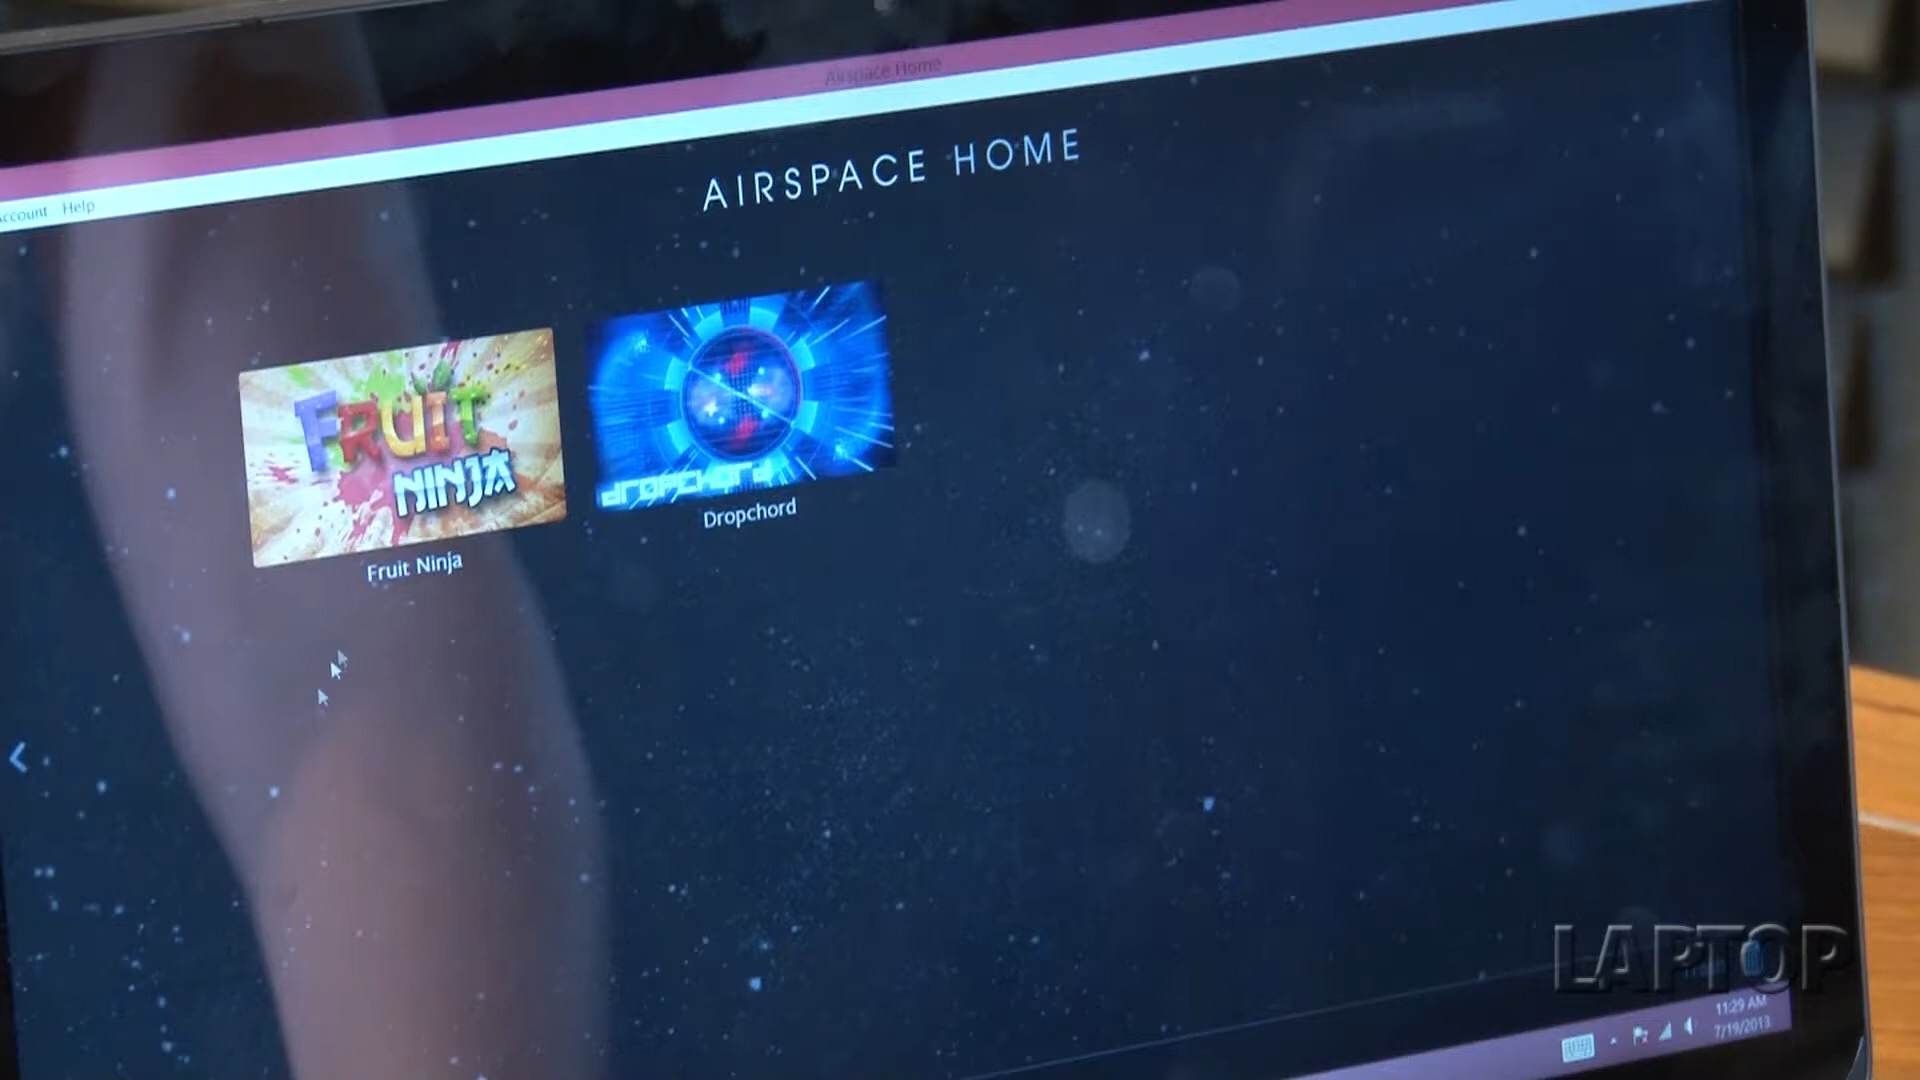 Airspace Home
Account Help
AIRSPACE HOME
FRUIT
NINJA
Fruit Ninja
dropchord
Dropchord
LAPTOP
11:29 AM
7/19/2013